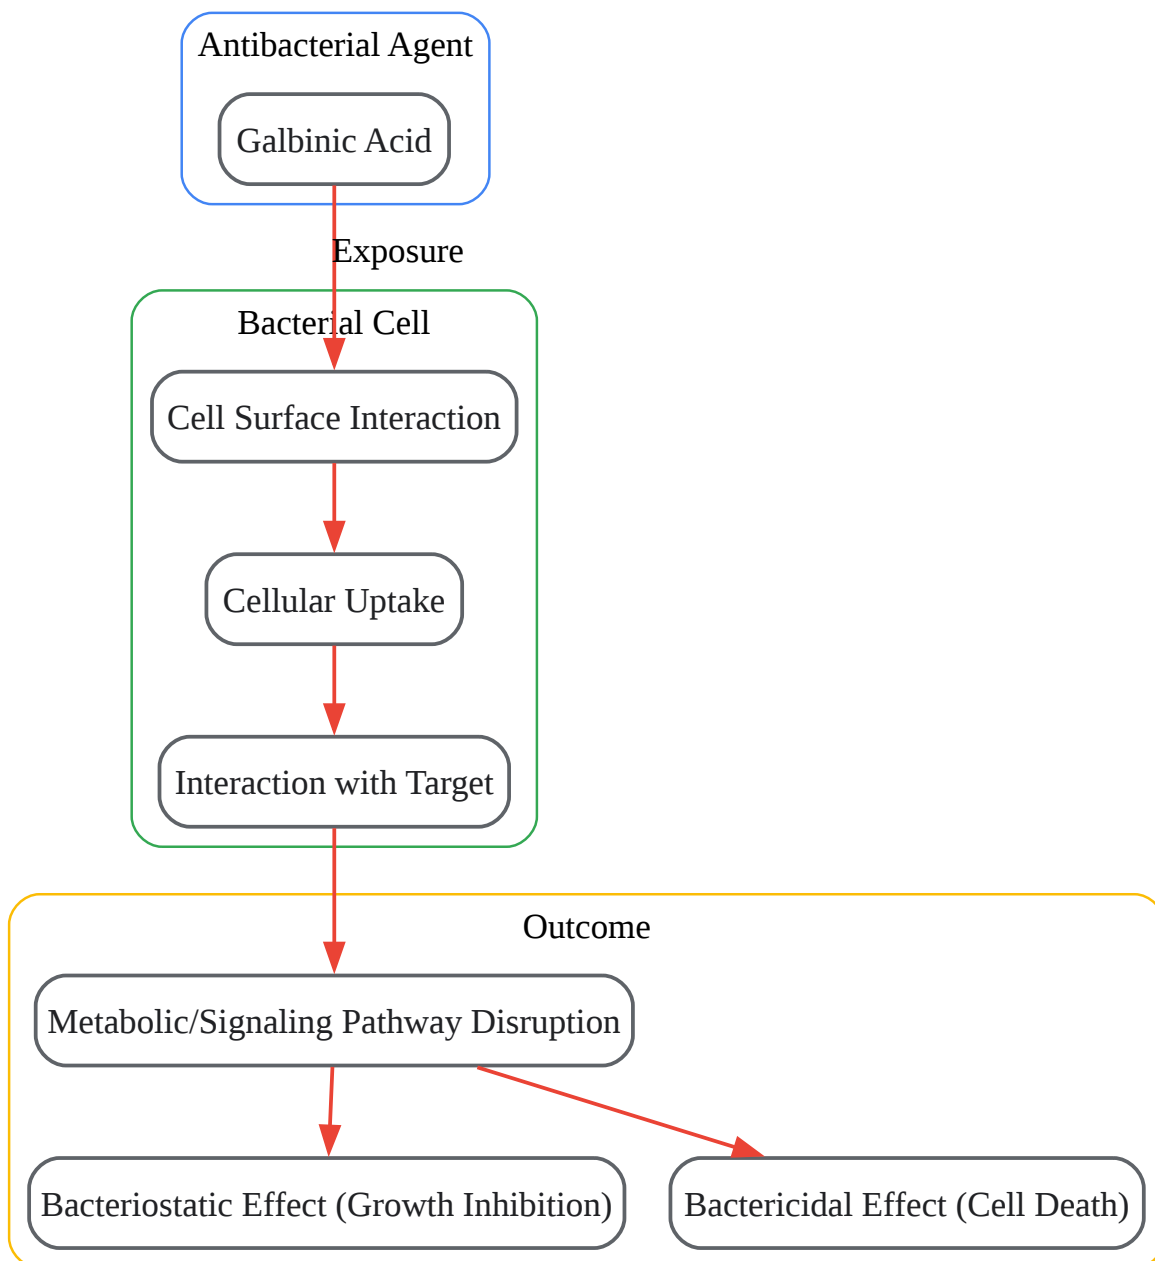 Antibacterial Agent
Galbinic Acid
Exposure
Bacterial Cell
Cell Surface Interaction
Cellular Uptake
Interaction with Target
Outcome
Metabolic/Signaling Pathway Disruption
Bacteriostatic Effect (Growth Inhibition)
Bactericidal Effect (Cell Death)